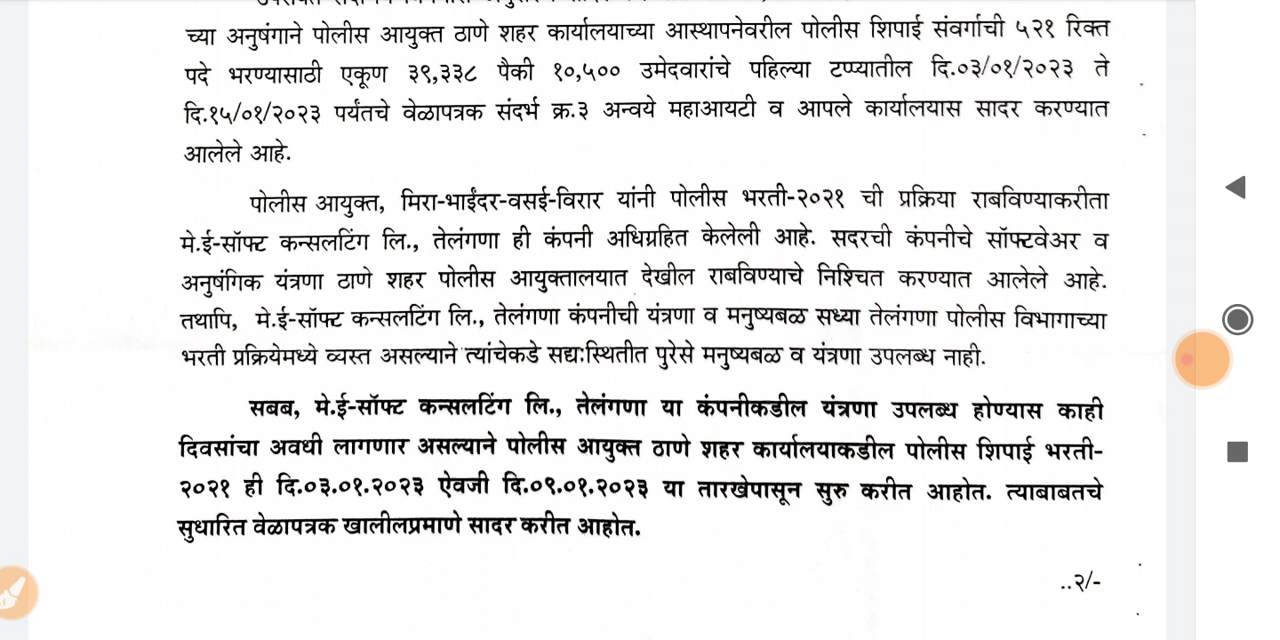 च्या अनुषंगाने पोलीस आयुक्त ठाणे शहर कार्यालयाच्या आस्थापनेवरील पोलीस शिपाई संवर्गाची ५२१ रिक्त
पदे भरण्यासाठी एकूण ३९,३३८ पैकी १०,५०० उमेदवारांचे पहिल्या टप्प्यातील दि.०३/०१/२०२३ ते
दि.१५/०१/२०२३ पर्यंतचे वेळापत्रक संदर्भ क्र.३ अन्वये महाआयटी व आपले कार्यालयास सादर करण्यात
आलेले आहे.
पोलीस आयुक्त, मिरा-भाईंदर-वसई-विरार यांनी पोलीस भरती-२०२१ ची प्रक्रिया राबविण्याकरीता
मे.ई-सॉफ्ट कन्सलटिंग लि., तेलंगणा ही कंपनी अधिग्रहित केलेली आहे. सदरची कंपनीचे सॉफ्टवेअर व
अनुषंगिक यंत्रणा ठाणे शहर पोलीस आयुक्तालयात देखील राबविण्याचे निश्चित करण्यात आलेले आहे.
तथापि, मे.ई-सॉफ्ट कन्सलटिंग लि., तेलंगणा कंपनीची यंत्रणा व मनुष्यबळ सध्या तेलंगणा पोलीस विभागाच्या
भरती प्रक्रियेमध्ये व्यस्त असल्याने त्यांचेकडे सद्य:स्थितीत पुरेसे मनुष्यबळ व यंत्रणा उपलब्ध नाही.
सबब, मे.ई-सॉफ्ट कन्सलटिंग लि., तेलंगणा या कंपनीकडील यंत्रणा उपलब्ध होण्यास काही
दिवसांचा अवधी लागणार असल्याने पोलीस आयुक्त ठाणे शहर कार्यालयाकडील पोलीस शिपाई भरती-
२०२१ ही दि.०३.०१.२०२३ ऐवजी दि.०९.०१.२०२३ या तारखेपासून सुरु करीत आहोत. त्याबाबतचे
सुधारित वेळापत्रक खालीलप्रमाणे सादर करीत आहोत.
..२/-